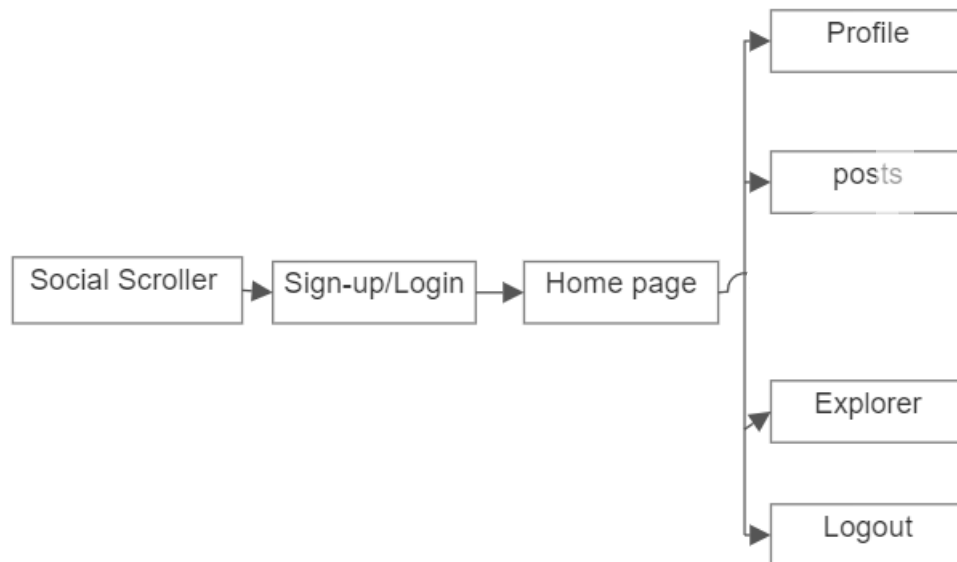 Social Scroller
Sign-up/Login
Home page
Profile
posts
Explorer
Logout